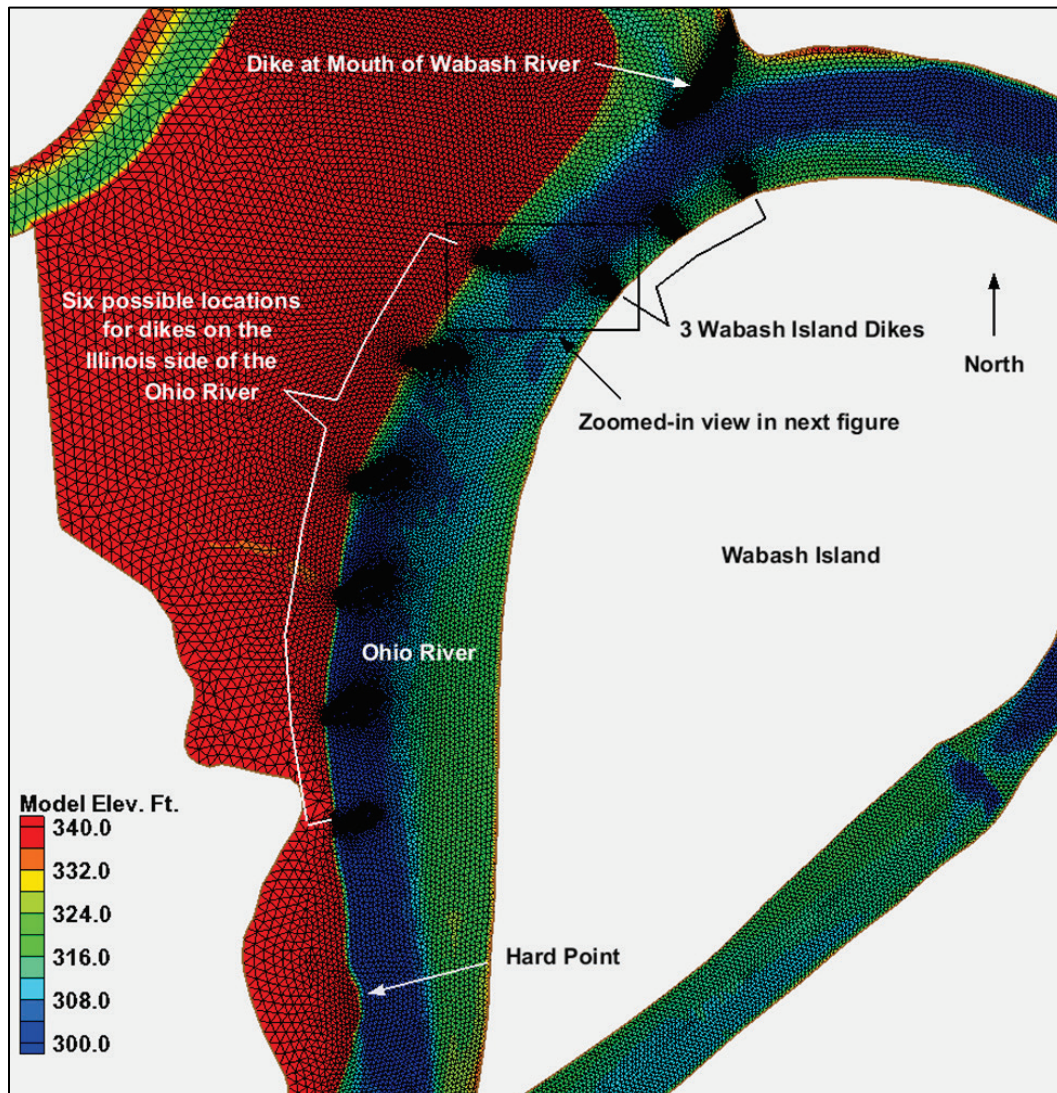 Dike at Mouth of Wabash River
Six possible locations
for dikes on the
Illinois side of the
Ohio River
3 Wabash Island Dikes
North
Zoomed-in view in next figure
Wabash Island
Ohio River
Model Elev. Ft.
340.0
332.0
324.0
316.0
308.0
300.0
Hard Point